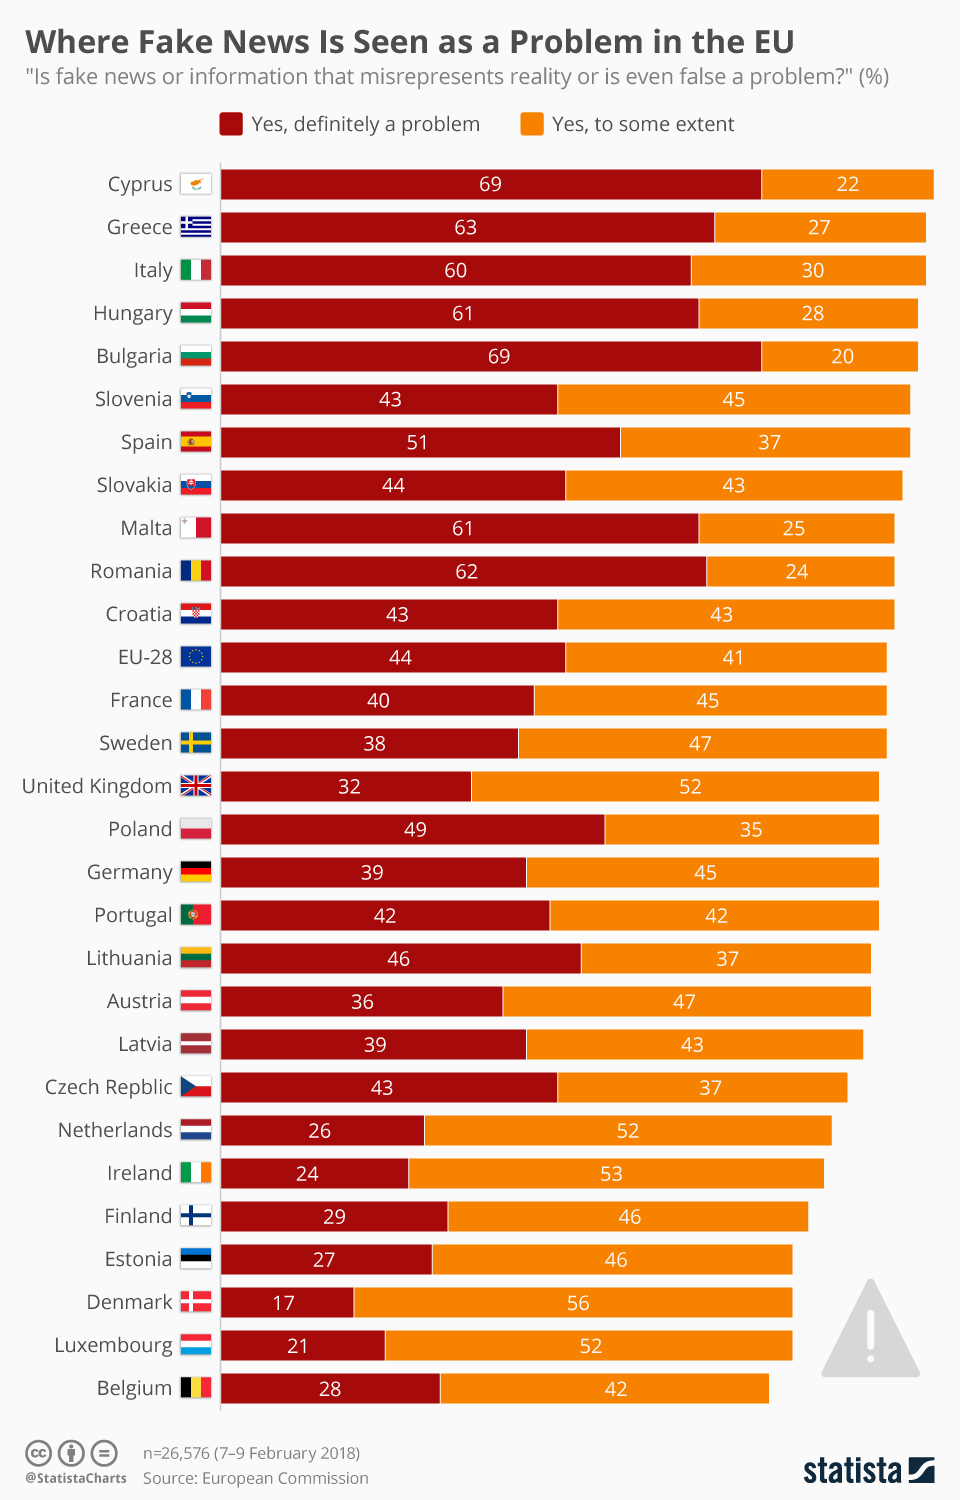 Where Fake News Is Seen as a Problem in the EU
"Is fake news or information that misrepresents reality or is even false a problem?" (%)
Yes, definitely a problem Yes, to some extent
Cyprus 69 22
Greece 63 27
Italy 60 30
Hungary 61 28
Bulgaria 69 20
Slovenia 43 45
Spain 51 37
Slovakia 44 43
Malta 61 25
Romania 62 24
Croatia 43 43
EU-28 44 41
France 40 45
Sweden 38 47
United Kingdom 32 52
Poland 49 35
Germany 39 45
Portugal 42 42
Lithuania 46 37
Austria 36 47
Latvia 39 43
Czech Repblic 43 37
Netherlands 26 52
Ireland 24 53
Finland 29 46
Estonia 27 46
Denmark 17 56
Luxembourg 21 52
Belgium 28 42
cc n=26,576 (7–9 February 2018)
@StatistaCharts Source: European Commission
statista